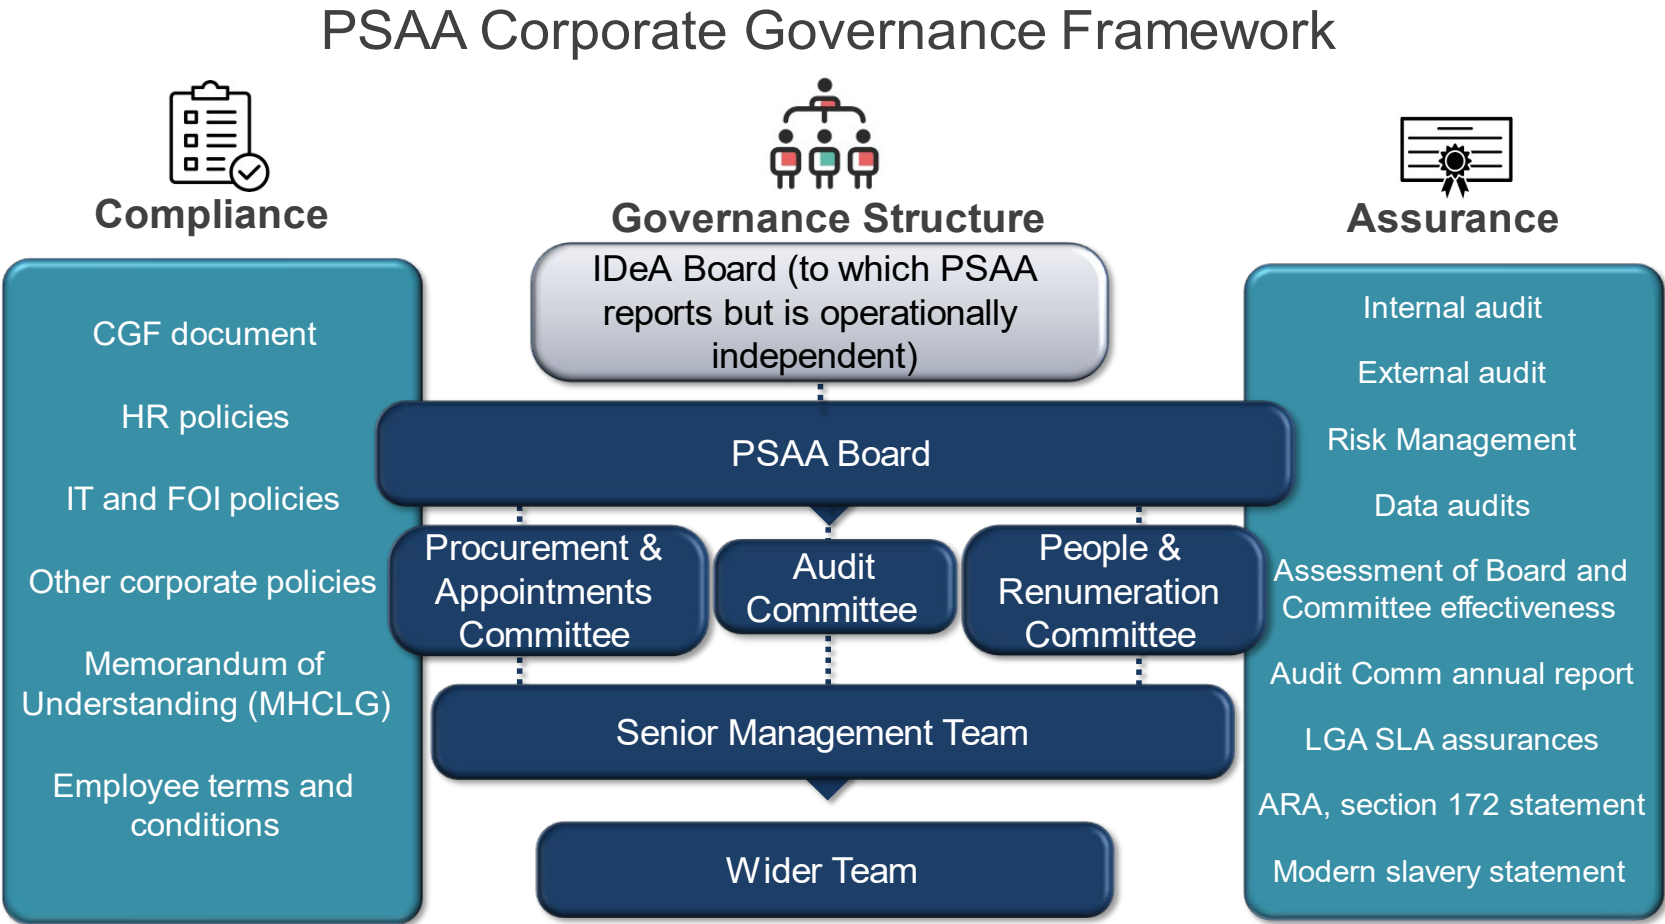 PSAA Corporate Governance Framework
Compliance
CGF document
HR policies
IT and FOI policies
Other corporate policies
Memorandum of
Understanding (MHCLG)
Employee terms and
conditions
Governance Structure
IDeA Board (to which PSAA
reports but is operationally
independent)
PSAA Board
Procurement &
Appointments
Committee
Audit
Committee
People &
Renumeration
Committee
Senior Management Team
Wider Team
Assurance
Internal audit
External audit
Risk Management
Data audits
Assessment of Board and
Committee effectiveness
Audit Comm annual report
LGA SLA assurances
ARA, section 172 statement
Modern slavery statement